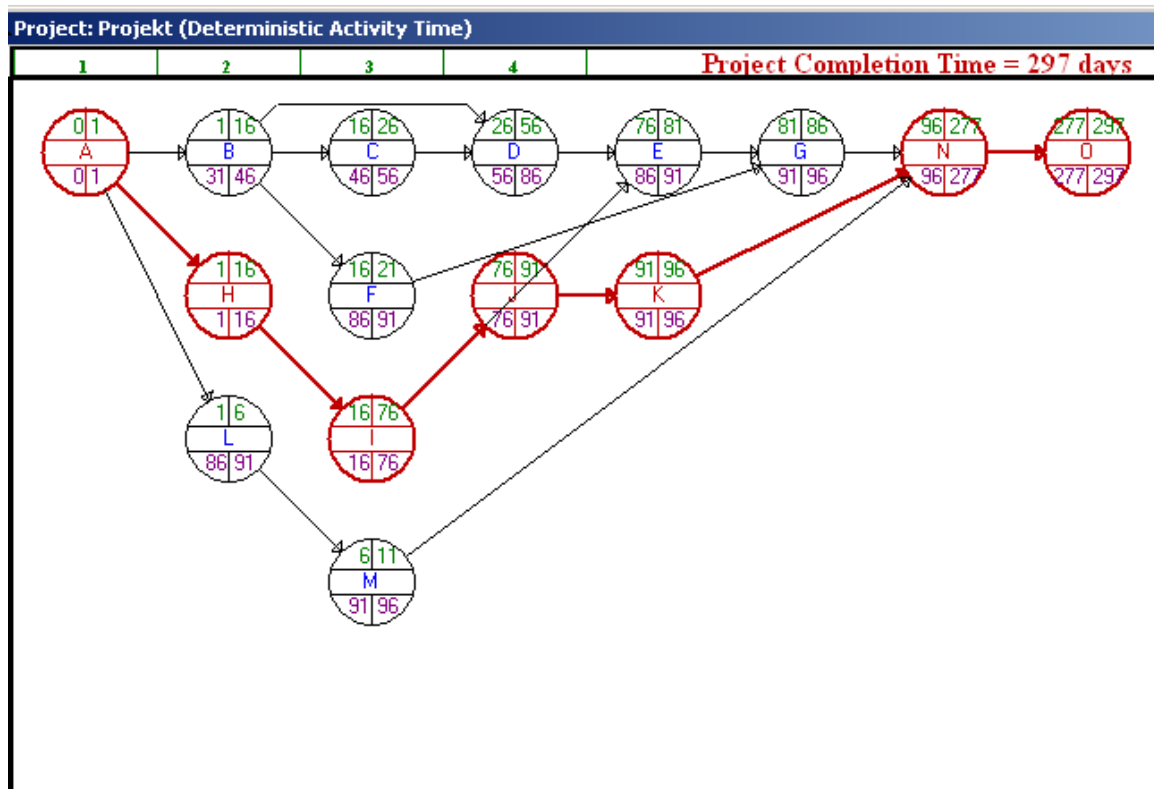 Project: Projekt (Deterministic Activity Time)
1 2 3 4 Project Completion Time = 297 days
0 1 1 16 16 26 26 56 76 81 81 86 96 277 277 297
A B C D E G N O
0 1 31 46 46 56 56 86 86 91 91 96 96 277 277 297
1 16 16 21 76 91 91 96
H F J K
1 16 86 91 76 91 91 96
1 6 16 76
L I
86 91 16 76
6 11
M
91 96